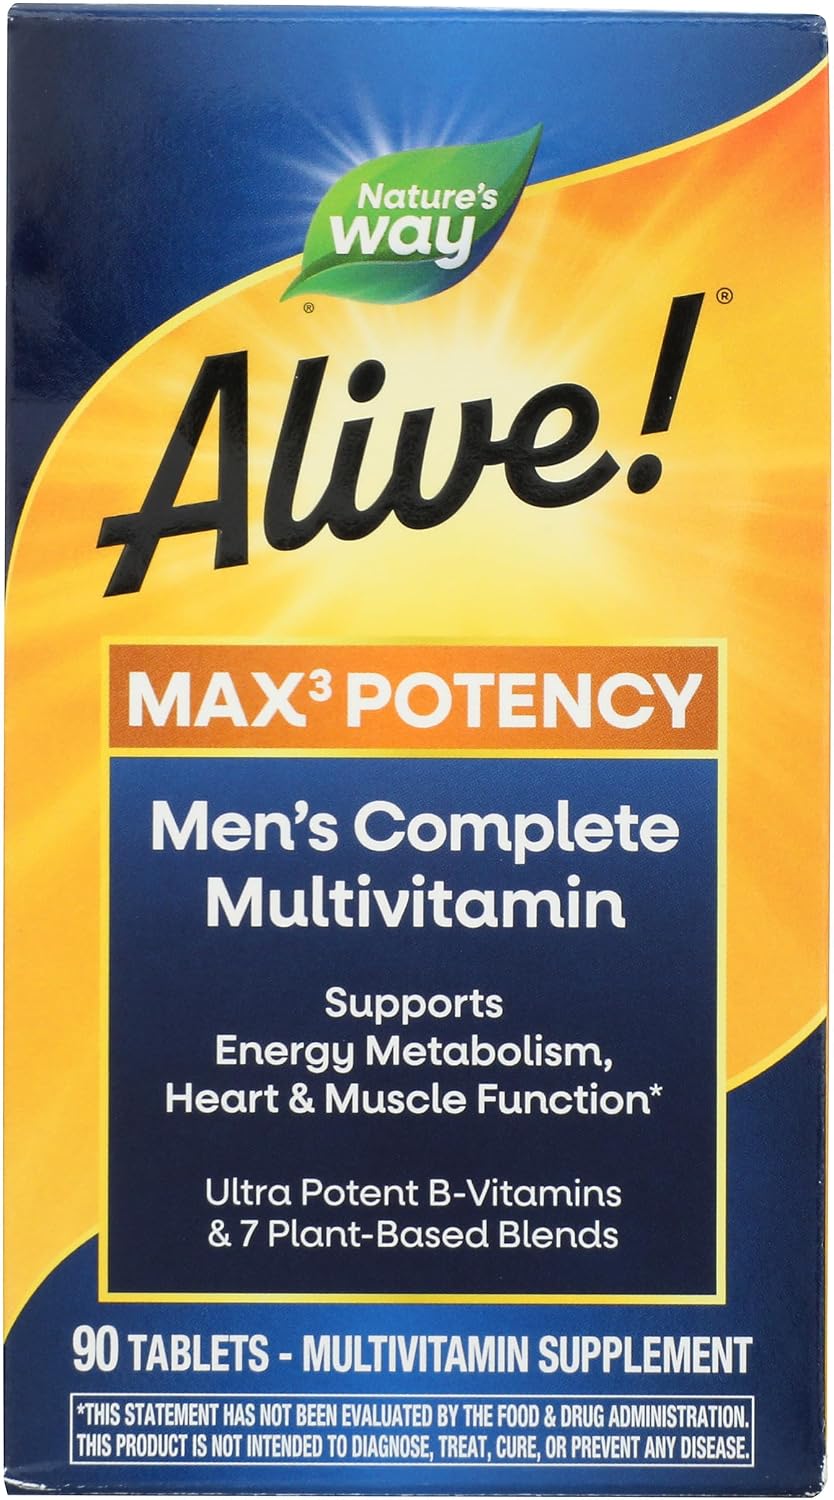 Nature's
way®
Alive!®
MAX³ POTENCY
Men's Complete
Multivitamin
Supports
Energy Metabolism,
Heart & Muscle Function*
Ultra Potent B-Vitamins
& 7 Plant-Based Blends
90 TABLETS - MULTIVITAMIN SUPPLEMENT
*THIS STATEMENT HAS NOT BEEN EVALUATED BY THE FOOD & DRUG ADMINISTRATION.
THIS PRODUCT IS NOT INTENDED TO DIAGNOSE, TREAT, CURE, OR PREVENT ANY DISEASE.